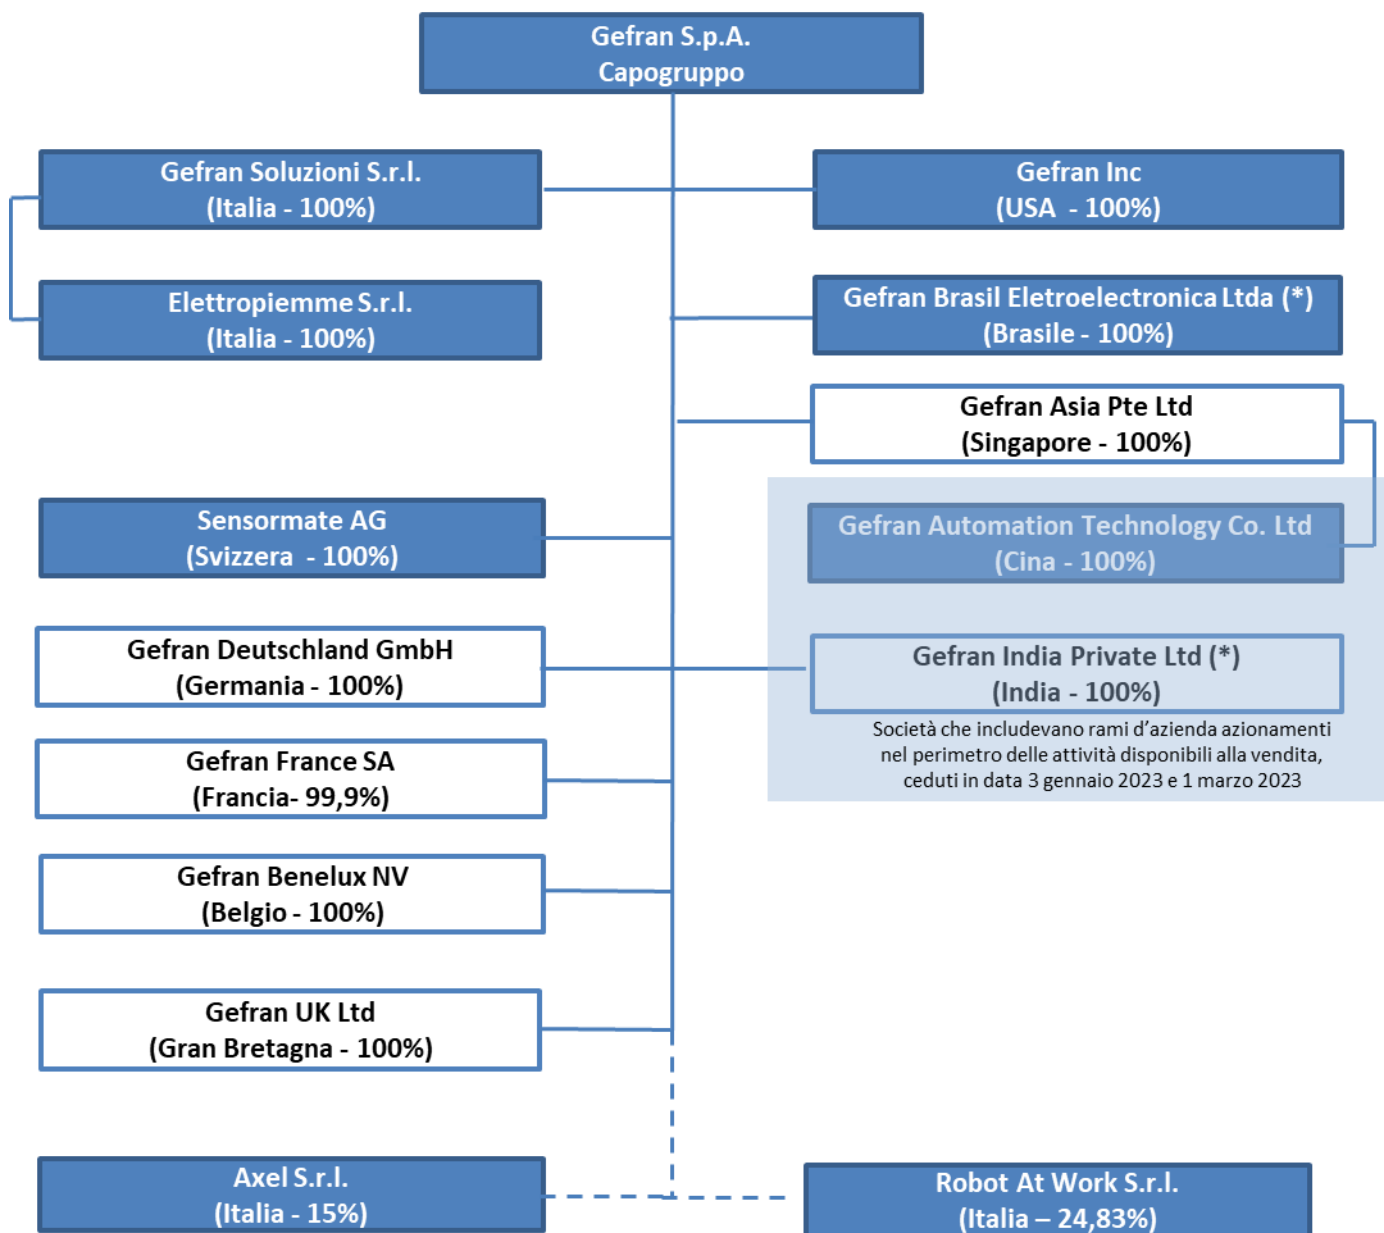 Gefran S.p.A.
Capogruppo
Gefran Soluzioni S.r.l.
(Italia - 100%)
Gefran Inc
(USA - 100%)
Elettropiemme S.r.l.
(Italia - 100%)
Gefran Brasil Eletroelectronica Ltda (*)
(Brasile - 100%)
Gefran Asia Pte Ltd
(Singapore - 100%)
Sensormate AG
(Svizzera - 100%)
Gefran Automation Technology Co. Ltd
(Cina - 100%)
Gefran Deutschland GmbH
(Germania - 100%)
Gefran India Private Ltd (*)
(India - 100%)
Società che includevano rami d'azienda azionamenti
nel perimetro delle attività disponibili alla vendita,
ceduti in data 3 gennaio 2023 e 1 marzo 2023
Gefran France SA
(Francia- 99,9%)
Gefran Benelux NV
(Belgio - 100%)
Gefran UK Ltd
(Gran Bretagna - 100%)
Axel S.r.l.
(Italia - 15%)
Robot At Work S.r.l.
(Italia – 24,83%)